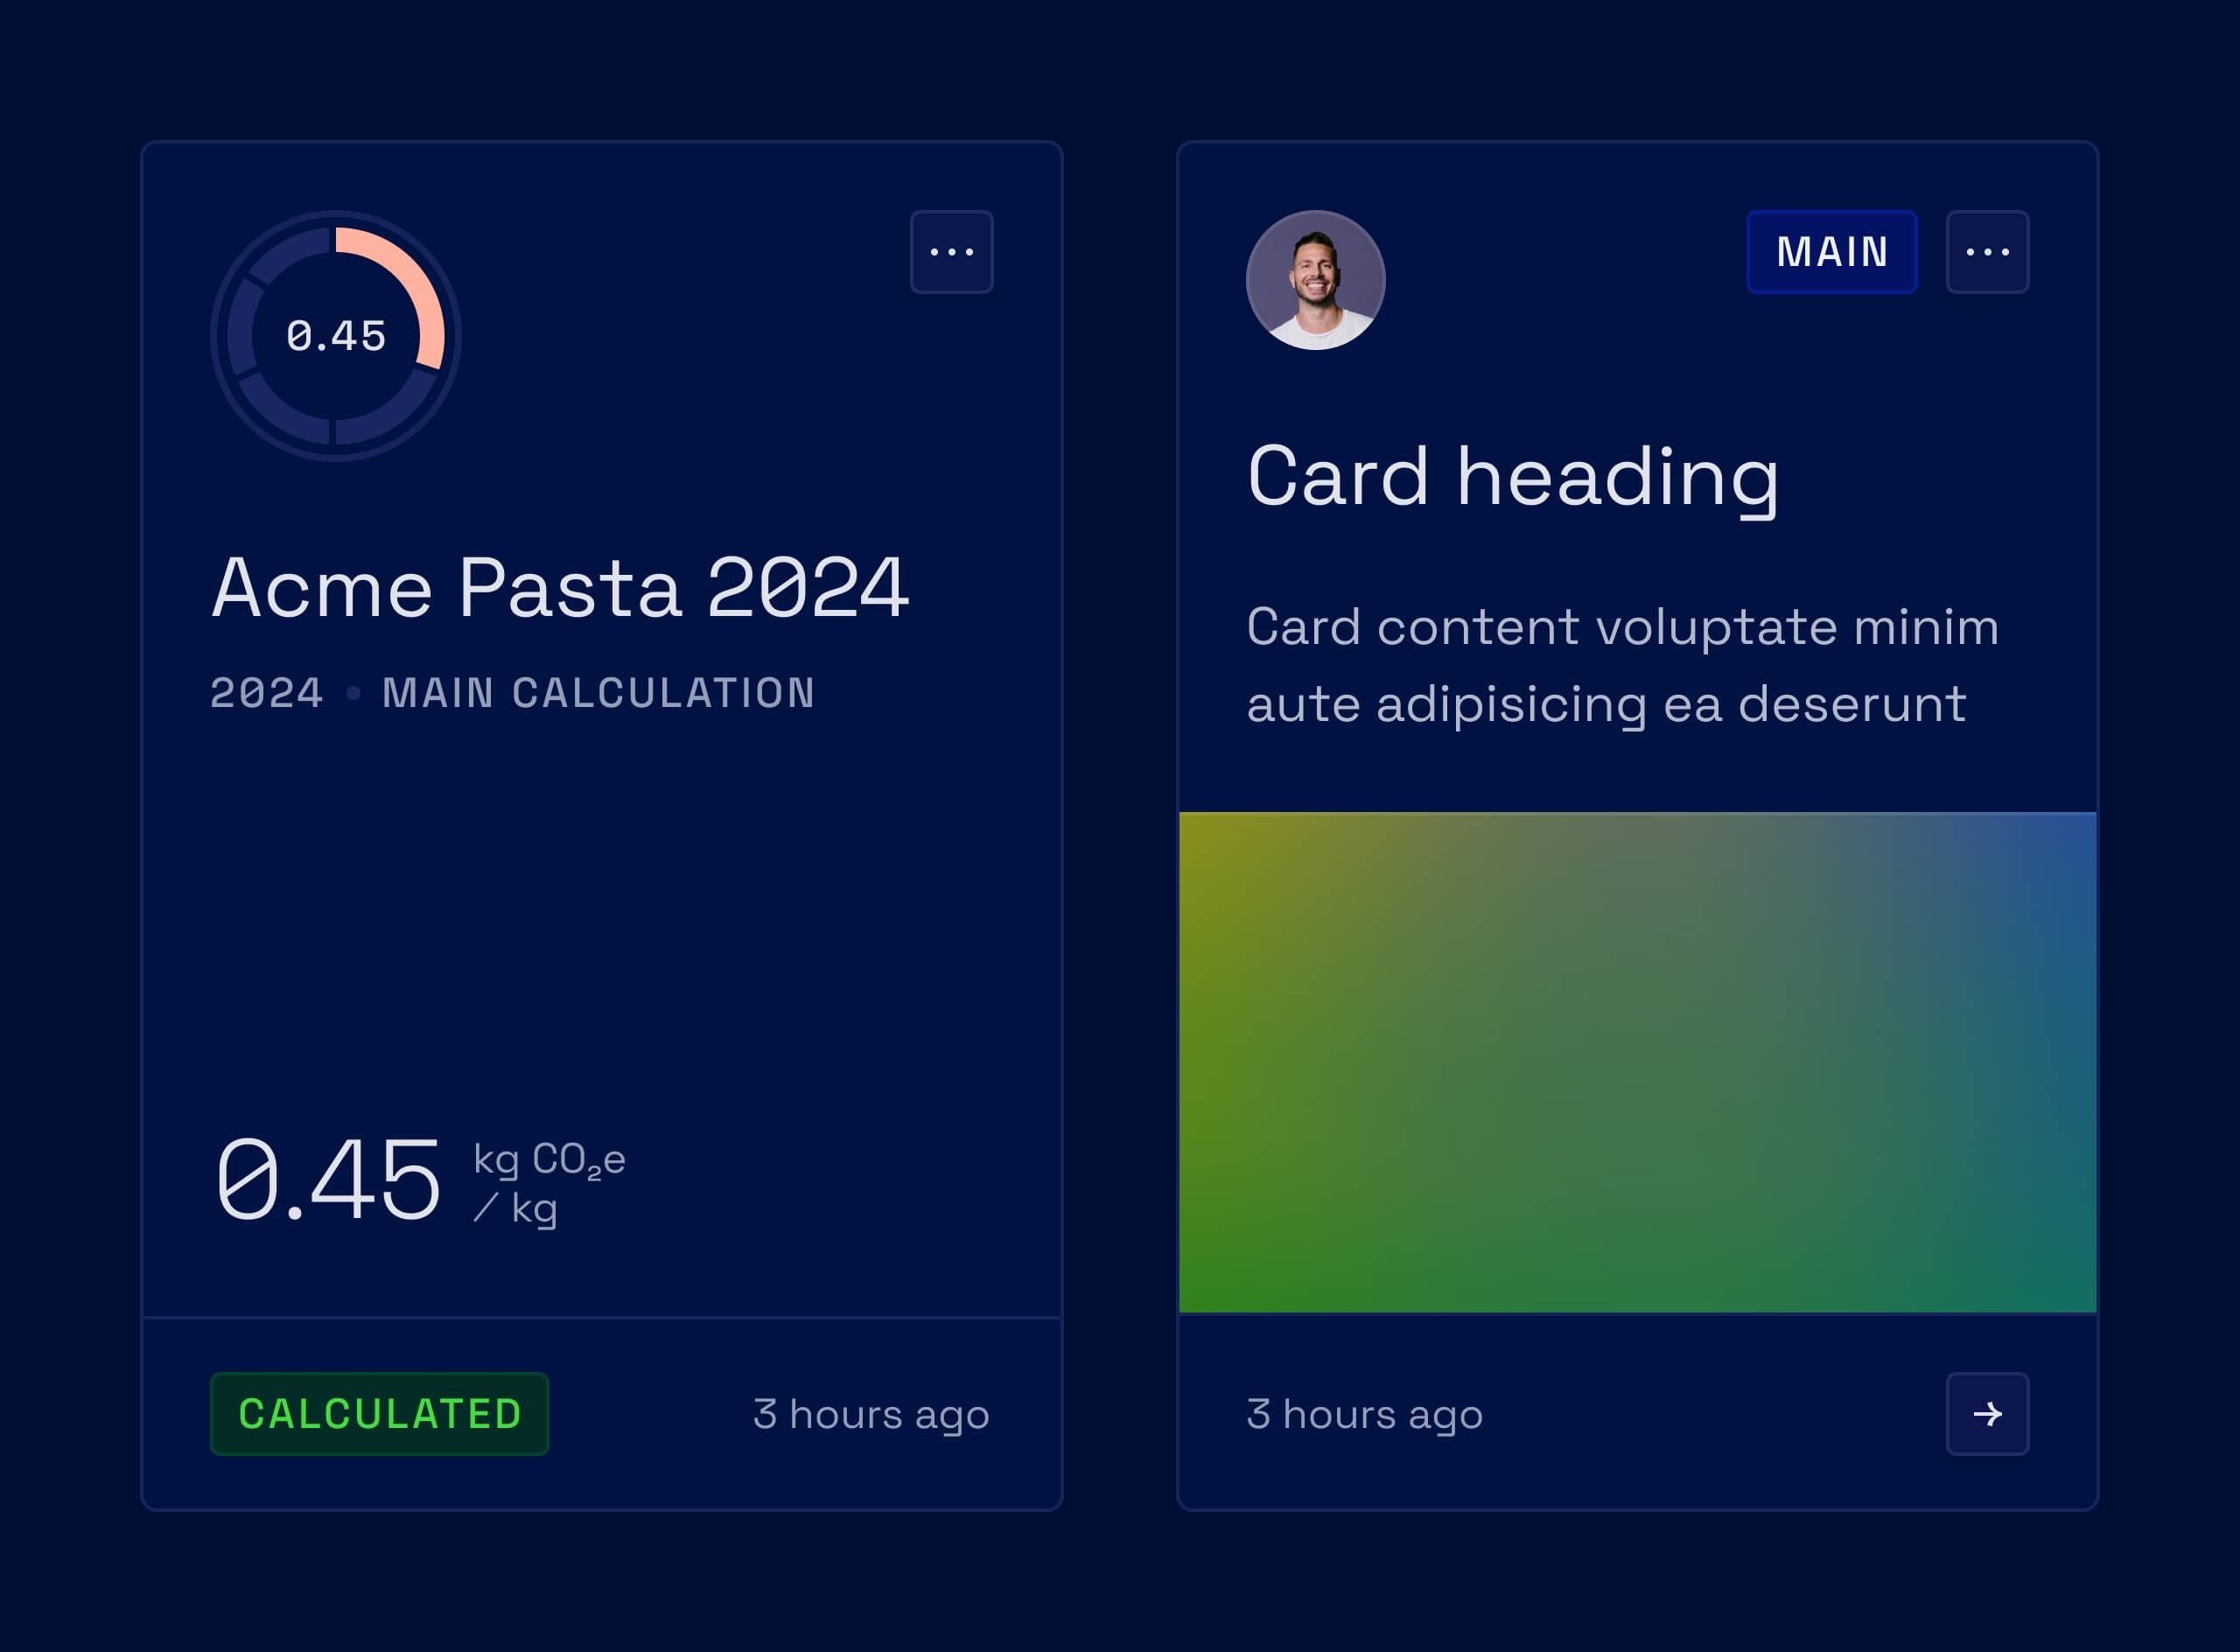 0.45
Acme Pasta 2024
2024 • MAIN CALCULATION
0.45
kg CO₂e
/ kg
CALCULATED
3 hours ago
MAIN
Card heading
Card content voluptate minim
aute adipisicing ea deserunt
3 hours ago